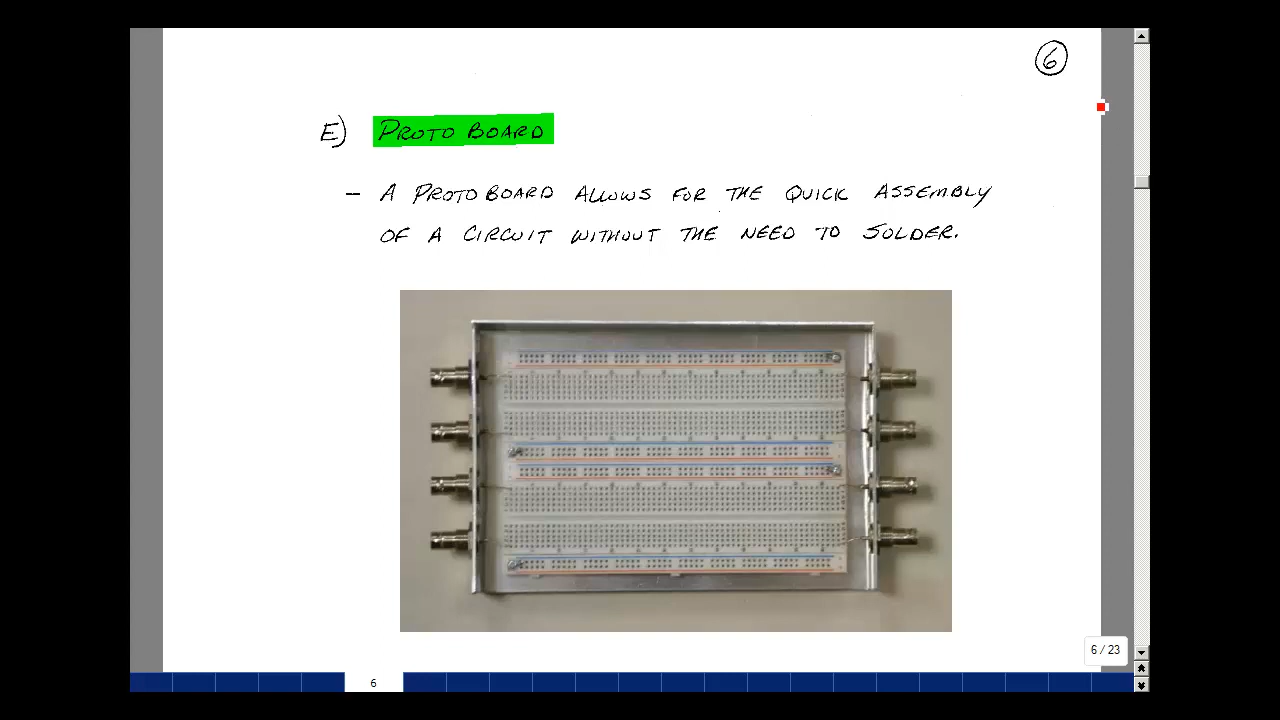 6
E) PROTO BOARD
- A PROTOBOARD ALLOWS FOR THE QUICK ASSEMBLY
OF A CIRCUIT WITHOUT THE NEED TO SOLDER.
6 / 23
6